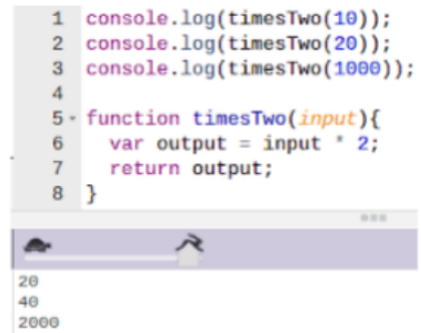 1 console.log(timesTwo(10));
2 console.log(timesTwo(20));
3 console.log(timesTwo(1000));
4
5 function timesTwo(input){
6   var output = input * 2;
7   return output;
8 }
20
40
2000